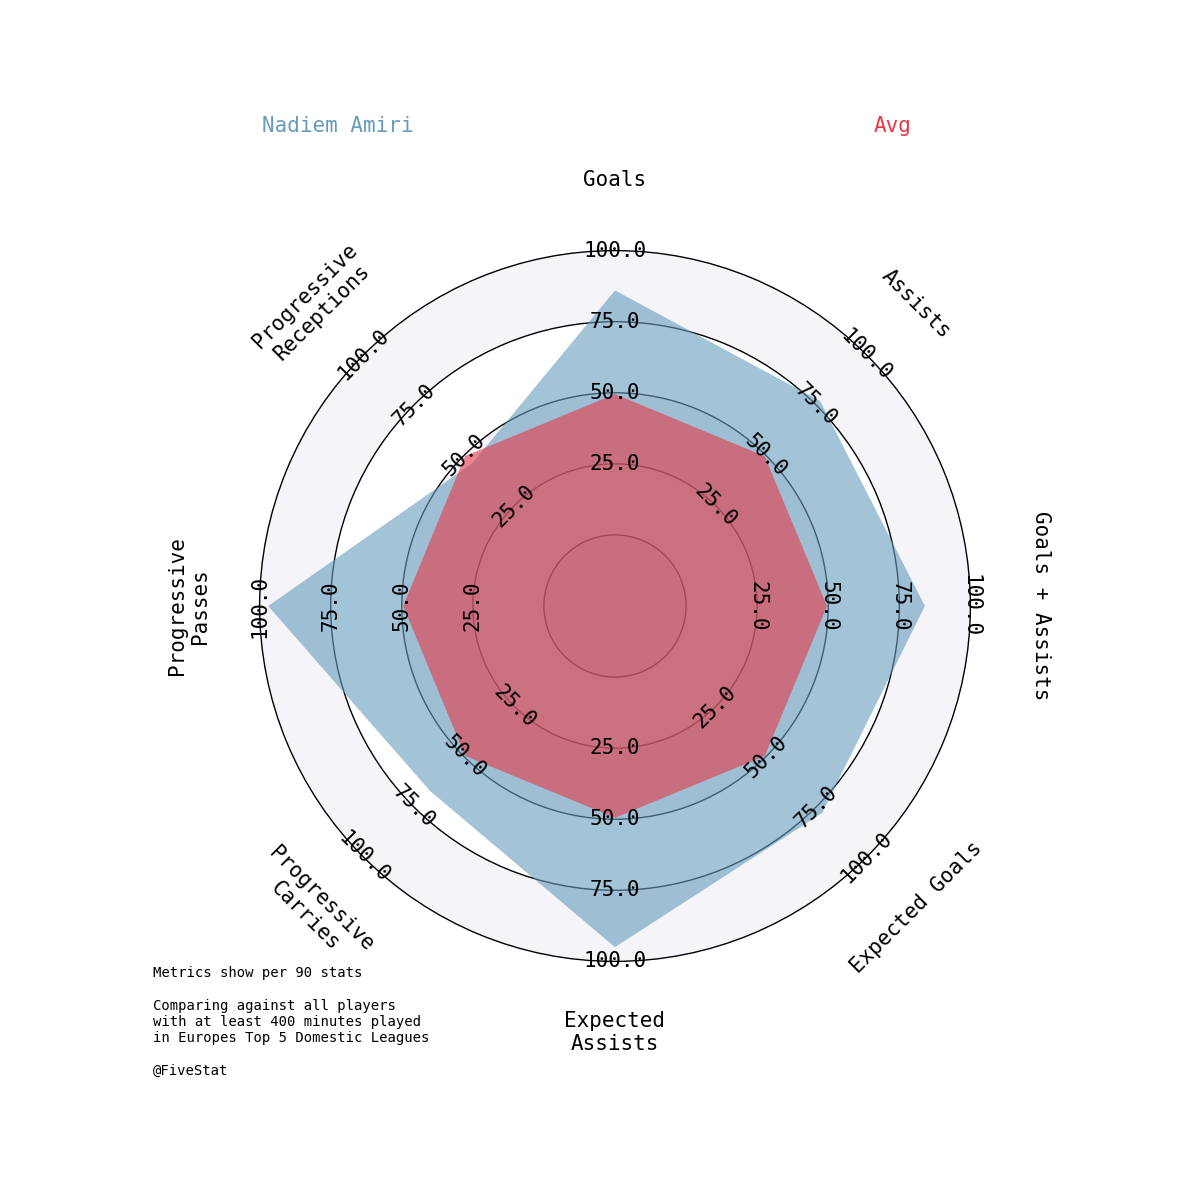 Nadiem Amiri
Avg
Goals
Assists
Goals + Assists
Expected Goals
Expected
Assists
Progressive
Carries
Progressive
Passes
Progressive
Receptions
25.0
50.0
75.0
100.0
25.0
50.0
75.0
100.0
25.0
50.0
75.0
100.0
25.0
50.0
75.0
100.0
25.0
50.0
75.0
100.0
25.0
50.0
75.0
100.0
25.0
50.0
75.0
100.0
25.0
50.0
75.0
100.0
Metrics show per 90 stats
Comparing against all players
with at least 400 minutes played
in Europes Top 5 Domestic Leagues
@FiveStat